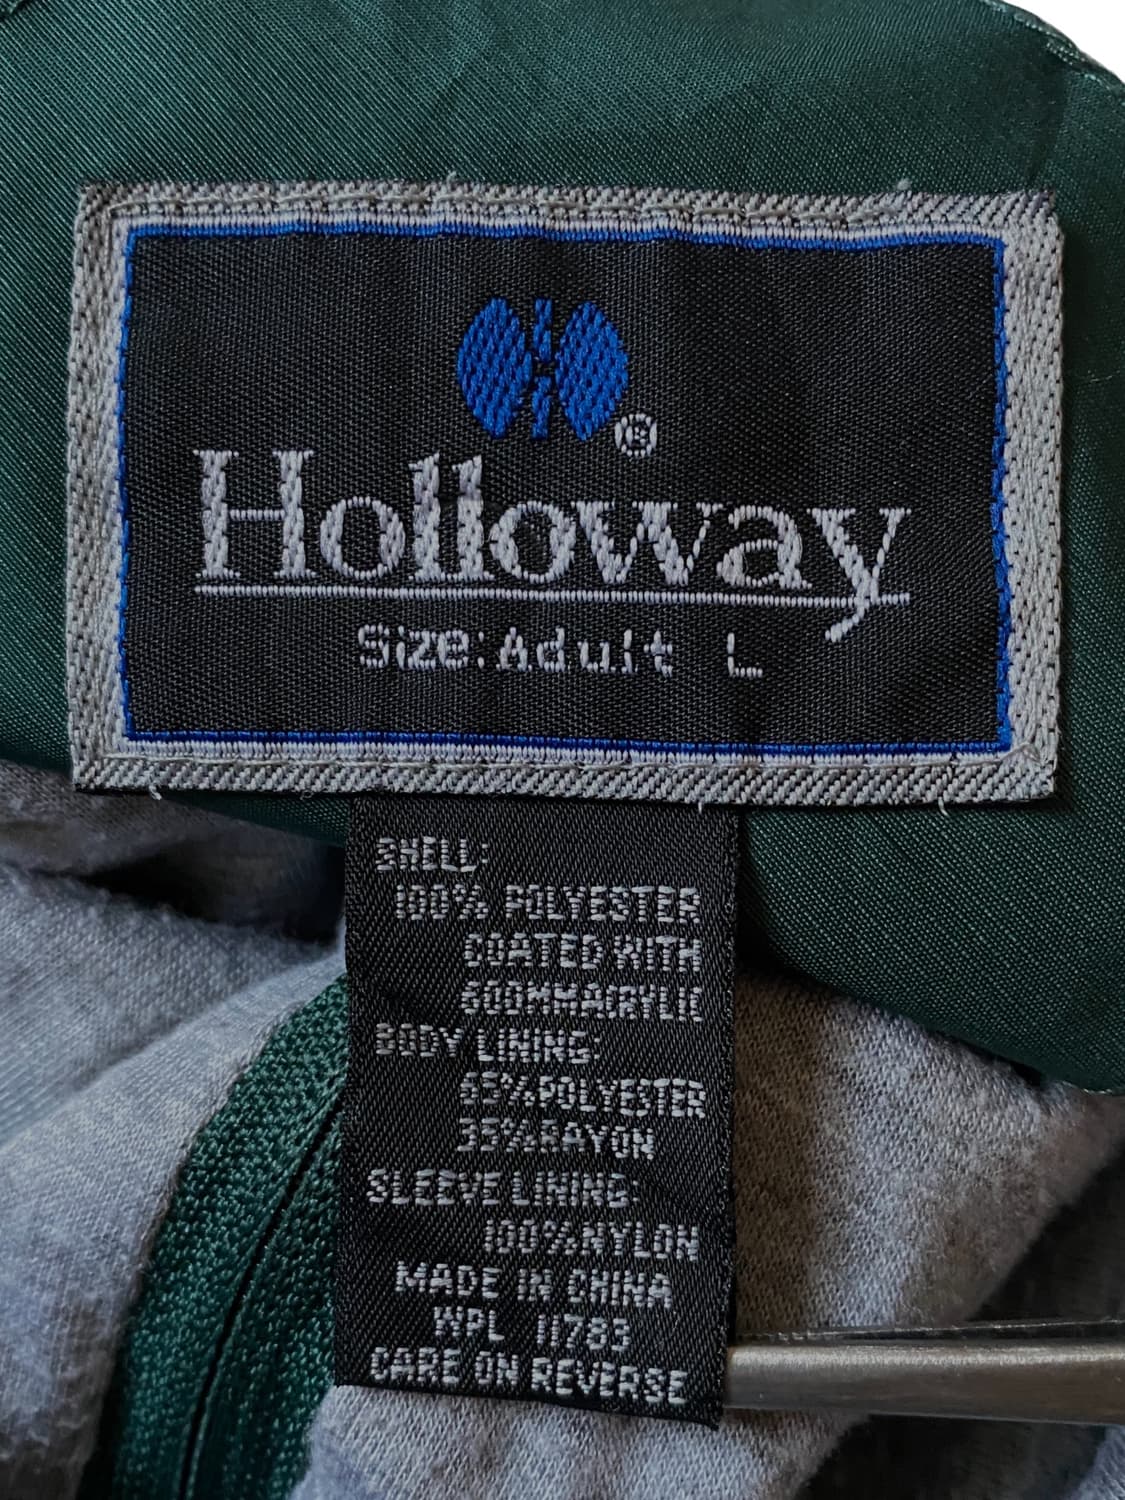 ®
Holloway
Size: Adult L
SHELL:
100% POLYESTER
COATED WITH
600MMACRYLIC
BODY LINING:
65%POLYESTER
35%RAYON
SLEEVE LINING:
100%NYLON
MADE IN CHINA
WPL 11783
CARE ON REVERSE